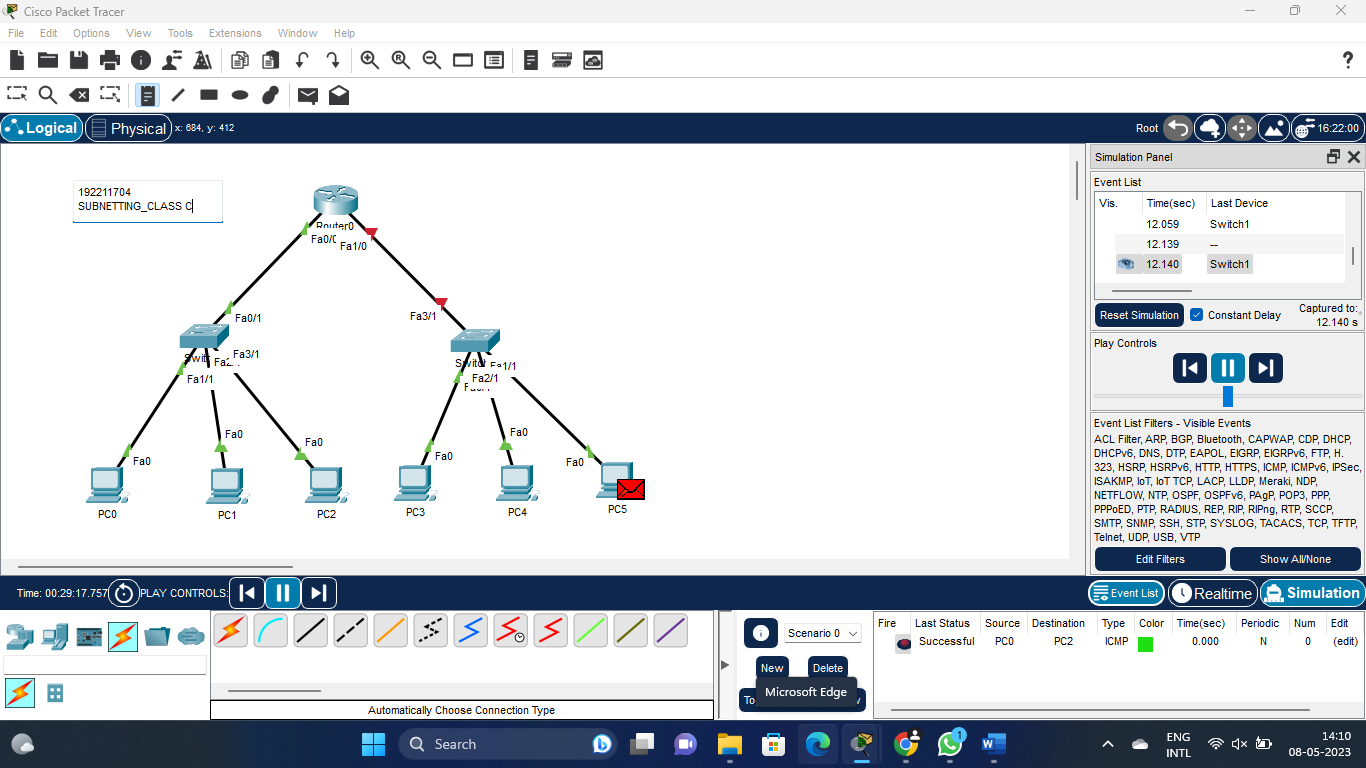 Cisco Packet Tracer
File Edit Options View Tools Extensions Window Help
Logical Physical x: 684, y: 412
Root 16:22:00
192211704
SUBNETTING_CLASS C
Router0
Fa0/0 Fa1/0
Fa0/1
Fa3/1
Fa3/1
Fa1/1
Fa1/1
Fa2/1
Fa0
Fa0
Fa0
Fa0
Fa0
Fa0
PC0
PC1
PC2
PC3
PC4
PC5
Simulation Panel
Event List
Vis. Time(sec) Last Device
12.059 Switch1
12.139 --
12.140 Switch1
Reset Simulation Constant Delay Captured to:
12.140 s
Play Controls
Event List Filters - Visible Events
ACL Filter, ARP, BGP, Bluetooth, CAPWAP, CDP, DHCP,
DHCPv6, DNS, DTP, EAPOL, EIGRP, EIGRPv6, FTP, H.
323, HSRP, HSRPv6, HTTP, HTTPS, ICMP, ICMPv6, IPSec,
ISAKMP, IoT, IoT TCP, LACP, LLDP, Meraki, NDP,
NETFLOW, NTP, OSPF, OSPFv6, PAgP, POP3, PPP,
PPPoED, PTP, RADIUS, REP, RIP, RIPng, RTP, SCCP,
SMTP, SNMP, SSH, STP, SYSLOG, TACACS, TCP, TFTP,
Telnet, UDP, USB, VTP
Edit Filters Show All/None
Time: 00:29:17.757 PLAY CONTROLS:
Event List Realtime Simulation
Automatically Choose Connection Type
Scenario 0
New Delete
Microsoft Edge
Fire Last Status Source Destination Type Color Time(sec) Periodic Num Edit
Successful PC0 PC2 ICMP 0.000 N 0 (edit)
Search
1
ENG
INTL
14:10
08-05-2023